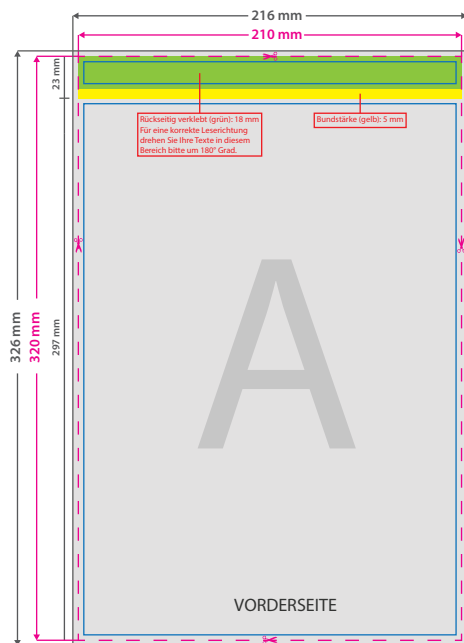 216 mm
210 mm
23 mm
Rückseitig verklebt (grün): 18 mm
Für eine korrekte Leserichtung
drehen Sie Ihre Texte in diesem
Bereich bitte um 180° Grad.
Bundstärke (gelb): 5 mm
326 mm
320 mm
297 mm
A
VORDERSEITE